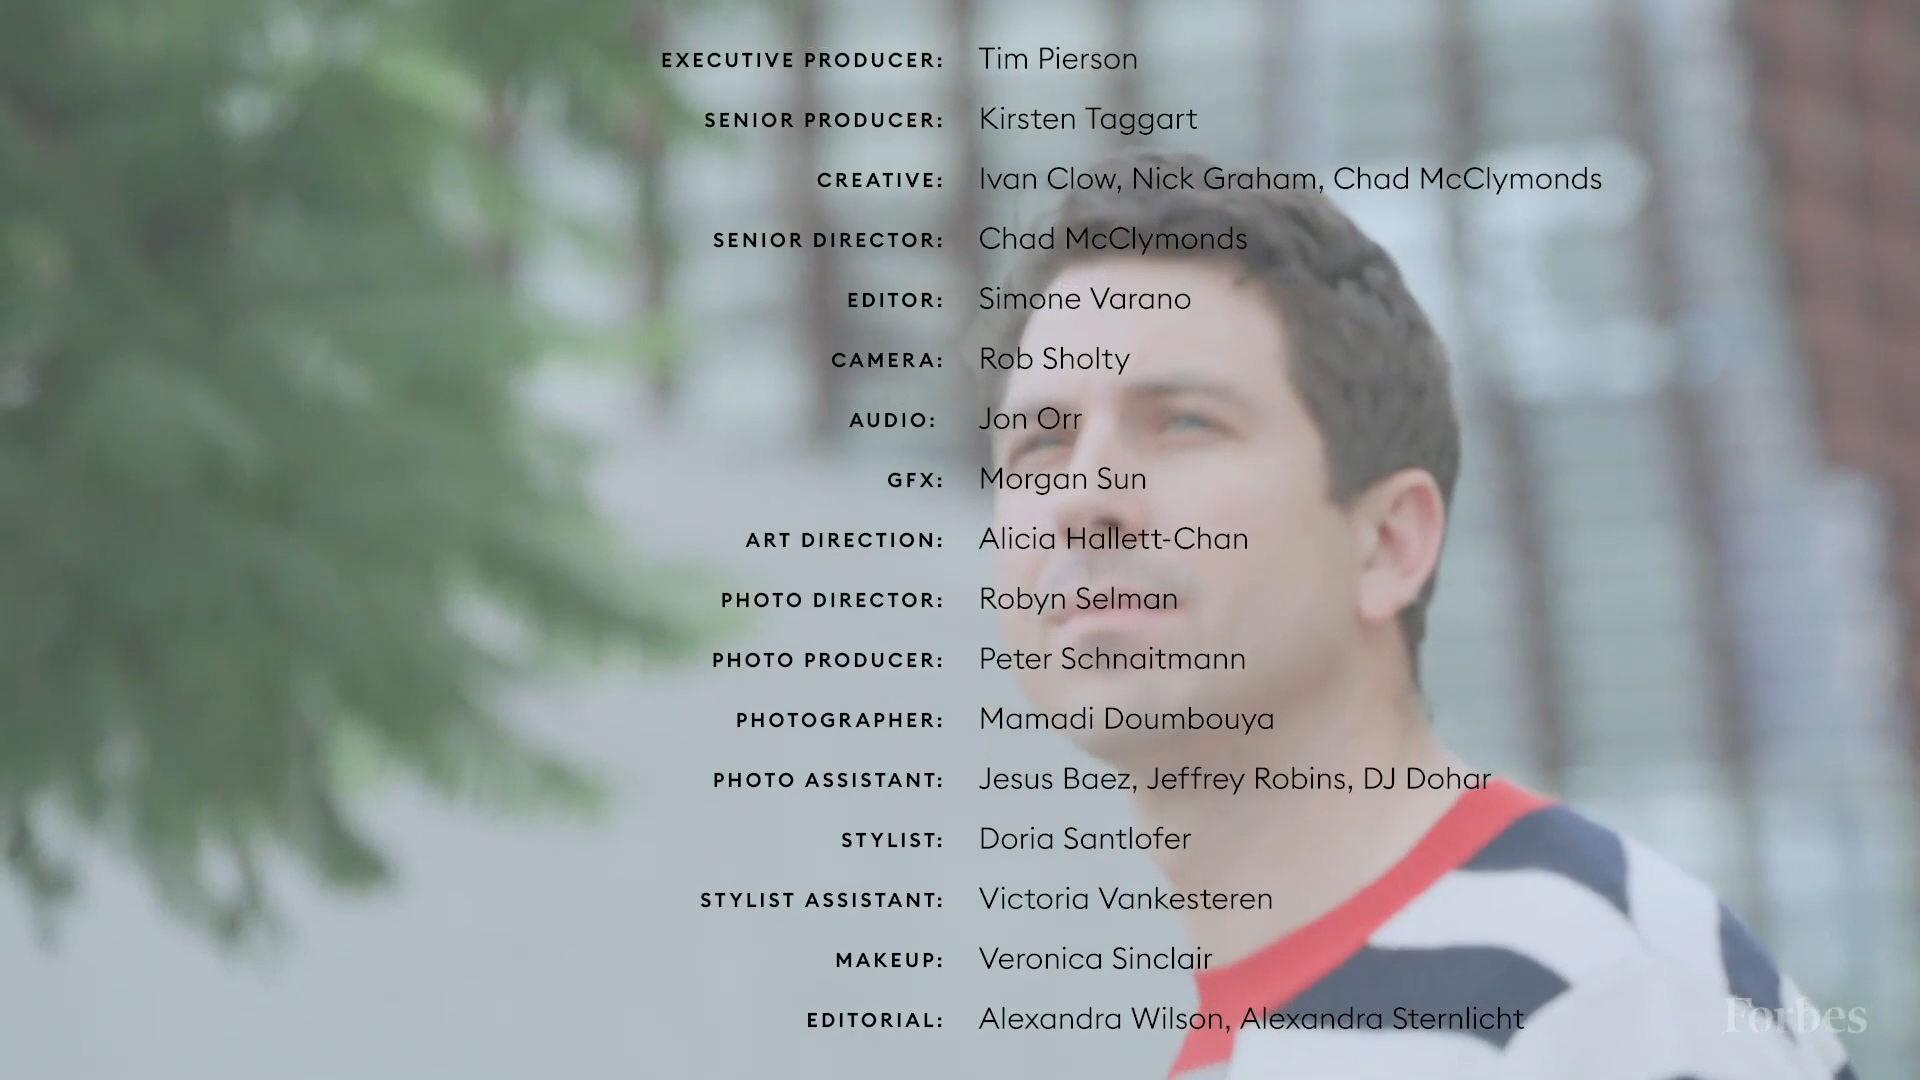 EXECUTIVE PRODUCER: Tim Pierson
SENIOR PRODUCER: Kirsten Taggart
CREATIVE: Ivan Clow, Nick Graham, Chad McClymonds
SENIOR DIRECTOR: Chad McClymonds
EDITOR: Simone Varano
CAMERA: Rob Sholty
AUDIO: Jon Orr
GFX: Morgan Sun
ART DIRECTION: Alicia Hallett-Chan
PHOTO DIRECTOR: Robyn Selman
PHOTO PRODUCER: Peter Schnaitmann
PHOTOGRAPHER: Mamadi Doumbouya
PHOTO ASSISTANT: Jesus Baez, Jeffrey Robins, DJ Dohar
STYLIST: Doria Santlofer
STYLIST ASSISTANT: Victoria Vankesteren
MAKEUP: Veronica Sinclair
EDITORIAL: Alexandra Wilson, Alexandra Sternlicht
Forbes